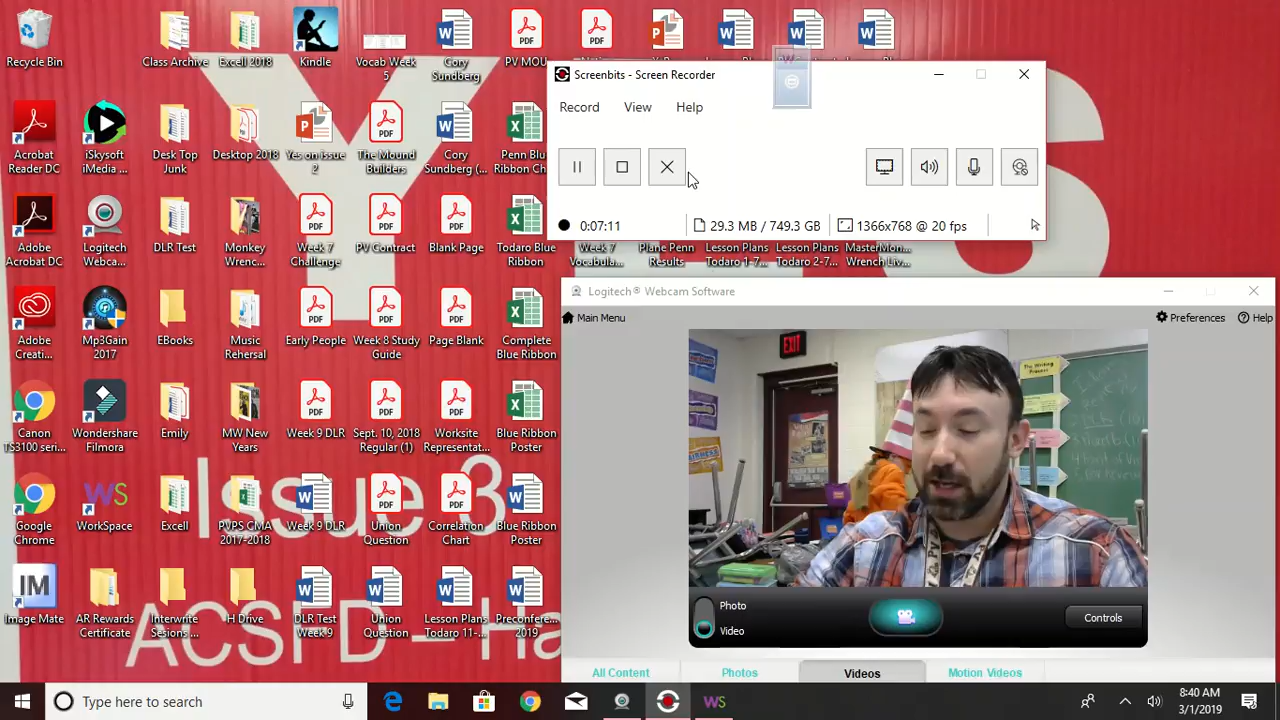 Recycle Bin
Class Archive
Excell 2018
Kindle
Vocab Week 5
Cory Sundberg
PV MOU
Screenbits - Screen Recorder
Record View Help
0:07:11
29.3 MB / 749.3 GB
1366x768 @ 20 fps
Acrobat Reader DC
iSkysoft iMedia ...
Desk Top Junk
Desktop 2018
Yes on Issue 2
The Mound Builders
Cory Sundberg (...
Penn Blu Ribbon Ch...
Adobe Acrobat DC
Logitech Webca...
DLR Test
Monkey Wrenc...
Week 7 Challenge
PV Contract
Blank Page
Todaro Blue Ribbon
Week 7 Vocabula...
Plane Penn Results
Lesson Plans Todaro 1-7...
Lesson Plans Todaro 2-7...
MasterMon... Wrench Liv...
Logitech® Webcam Software
Main Menu
Preferences
Help
Adobe Creati...
Mp3Gain 2017
EBooks
Music Rehersal
Early People
Week 8 Study Guide
Page Blank
Complete Blue Ribbon
EXIT
The Writing Process
Canon TS3100 seri...
Wondershare Filmora
Emily
MW New Years
Week 9 DLR
Sept. 10, 2018 Regular (1)
Worksite Representat...
Blue Ribbon Poster
Google Chrome
WorkSpace
Excell
PVPS CMA 2017-2018
Week 9 DLR
Union Question
Correlation Chart
Blue Ribbon Poster
Issue 3
Image Mate
AR Rewards Certificate
Interwrite Sesions ...
H Drive
DLR Test Week 9
Union Question
Lesson Plans Todaro 11-...
Preconfere... 2019
ACSFD - Ha
Photo
Video
Controls
All Content
Photos
Videos
Motion Videos
Type here to search
8:40 AM
3/1/2019